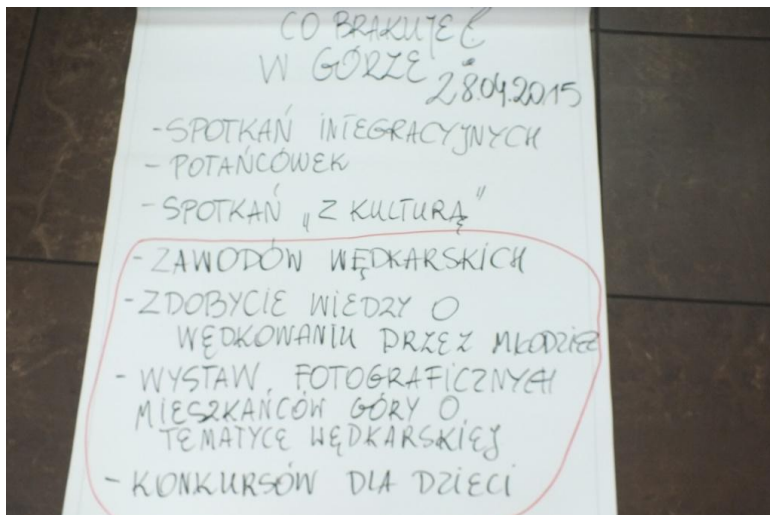 CO BRAKUJE
W GÓRZE
28.04.2015
- SPOTKAŃ INTEGRACYJNYCH
- POTAŃCÓWEK
- SPOTKAŃ „Z KULTURĄ"
- ZAWODÓW WĘDKARSKICH
- ZDOBYCIE WIEDZY O
WĘDKOWANIU PRZEZ MŁODZIEŻ
- WYSTAW FOTOGRAFICZNYCH
MIESZKAŃCÓW GÓRY O
TEMATYCE WĘDKARSKIEJ
- KONKURSÓW DLA DZIECI